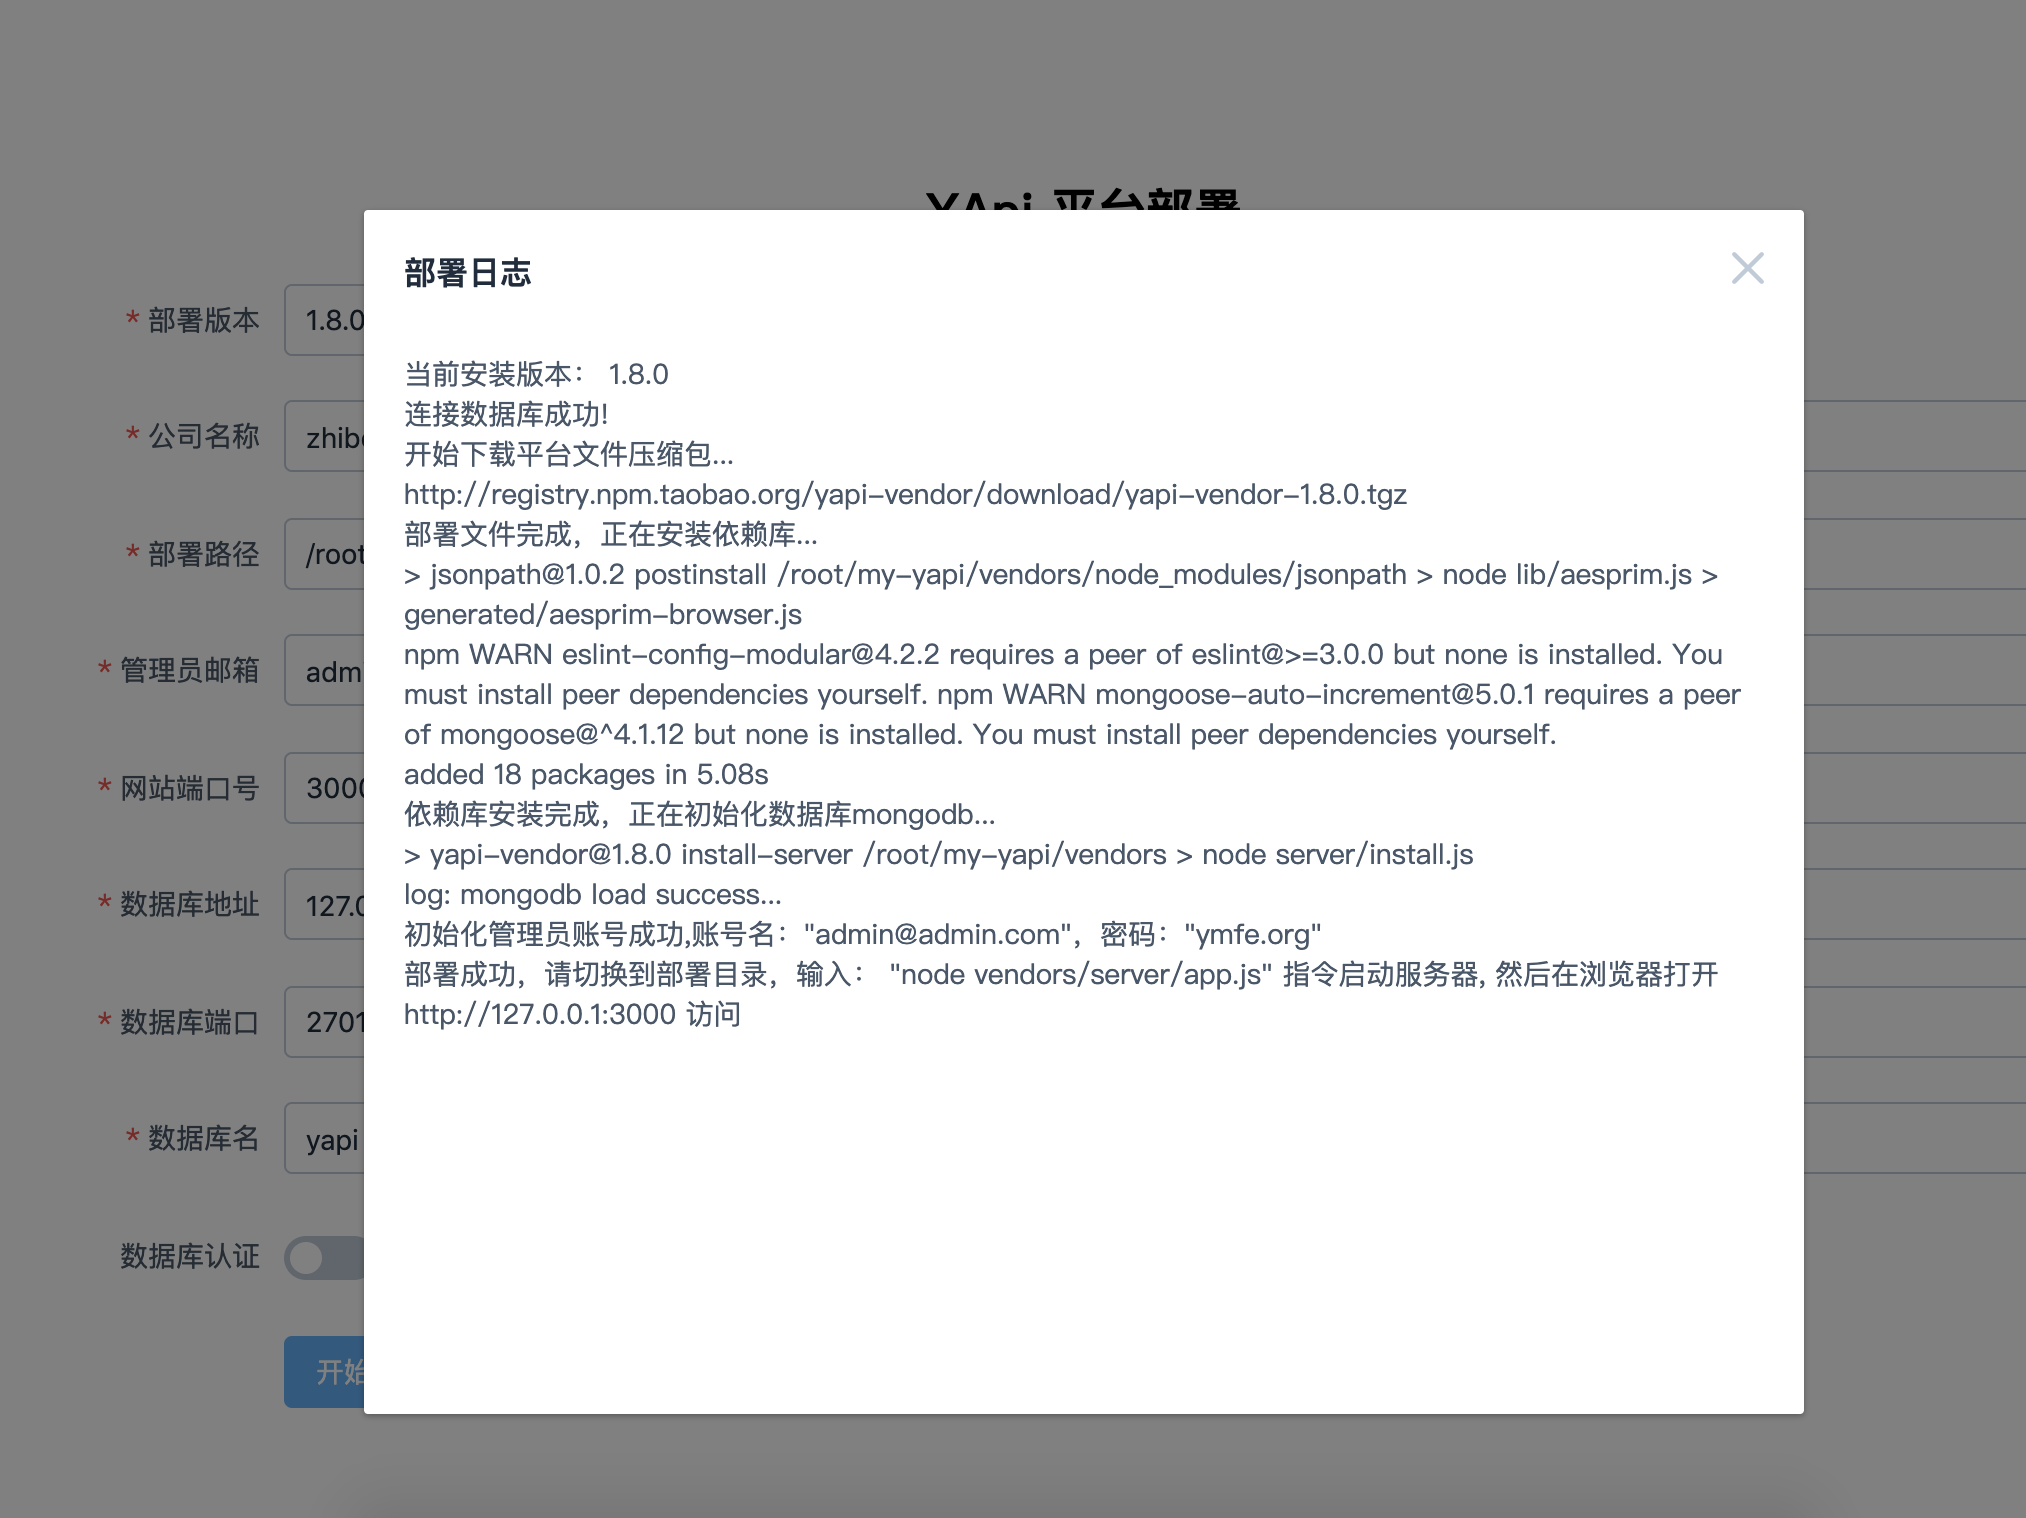 YApi 平台部署
部署日志
* 部署版本
1.8.0
* 公司名称
* 部署路径
/root
* 管理员邮箱
* 网站端口号
* 数据库地址
* 数据库端口
* 数据库名
yapi
数据库认证
当前安装版本： 1.8.0
连接数据库成功!
开始下载平台文件压缩包...
http://registry.npm.taobao.org/yapi-vendor/download/yapi-vendor-1.8.0.tgz
部署文件完成，正在安装依赖库...
> jsonpath@1.0.2 postinstall /root/my-yapi/vendors/node_modules/jsonpath > node lib/aesprim.js >
generated/aesprim-browser.js
npm WARN eslint-config-modular@4.2.2 requires a peer of eslint@>=3.0.0 but none is installed. You
must install peer dependencies yourself. npm WARN mongoose-auto-increment@5.0.1 requires a peer
of mongoose@^4.1.12 but none is installed. You must install peer dependencies yourself.
added 18 packages in 5.08s
依赖库安装完成，正在初始化数据库mongodb...
> yapi-vendor@1.8.0 install-server /root/my-yapi/vendors > node server/install.js
log: mongodb load success...
初始化管理员账号成功,账号名："admin@admin.com"，密码："ymfe.org"
部署成功，请切换到部署目录，输入： "node vendors/server/app.js" 指令启动服务器, 然后在浏览器打开
http://127.0.0.1:3000 访问